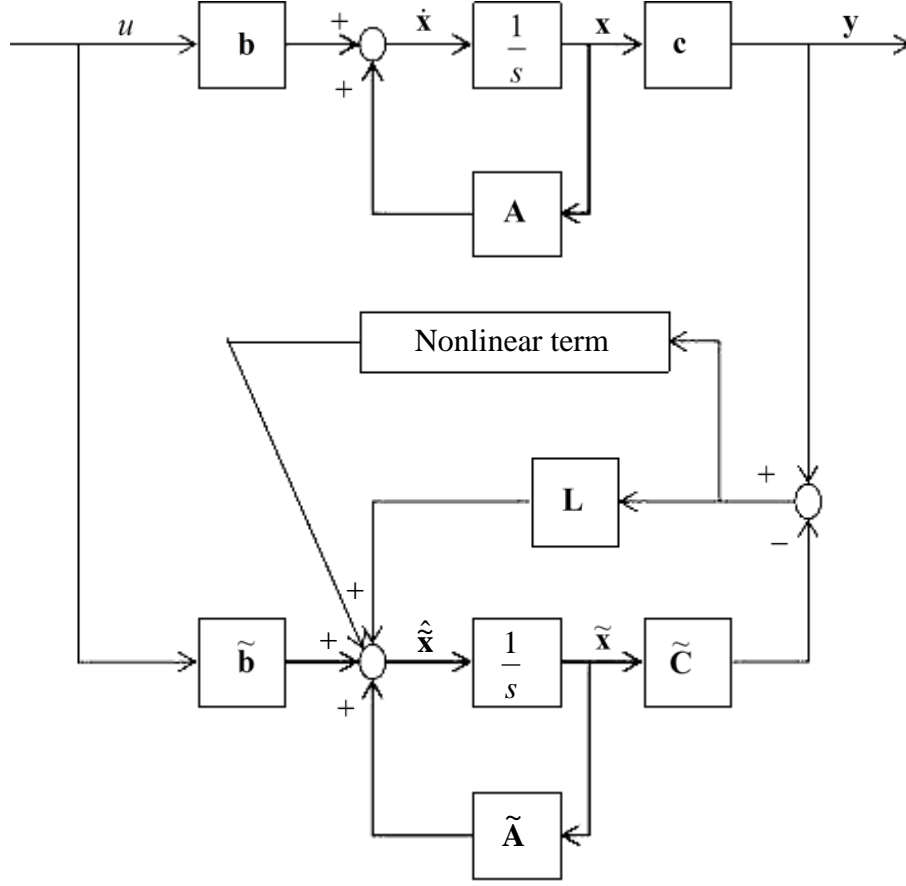 u b + ẋ 1/s x c y
+
A
Nonlinear term
+
L
−
+
b̃ + x̃̂ 1/s x̃ C̃
+
Ã